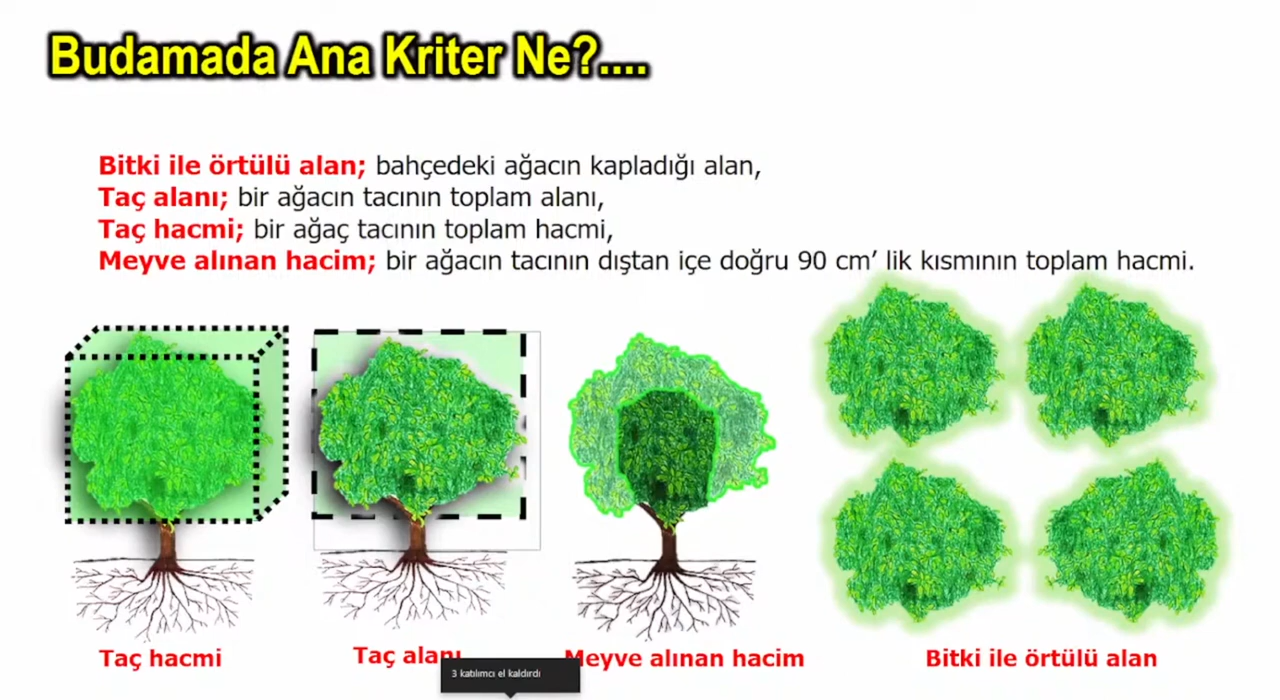 Budamada Ana Kriter Ne?....
Bitki ile örtülü alan; bahçedeki ağacın kapladığı alan,
Taç alanı; bir ağacın tacının toplam alanı,
Taç hacmi; bir ağaç tacının toplam hacmi,
Meyve alınan hacim; bir ağacın tacının dıştan içe doğru 90 cm' lik kısmının toplam hacmi.
Taç hacmi
Taç alanı
Meyve alınan hacim
Bitki ile örtülü alan
3 katılımcı el kaldırdı